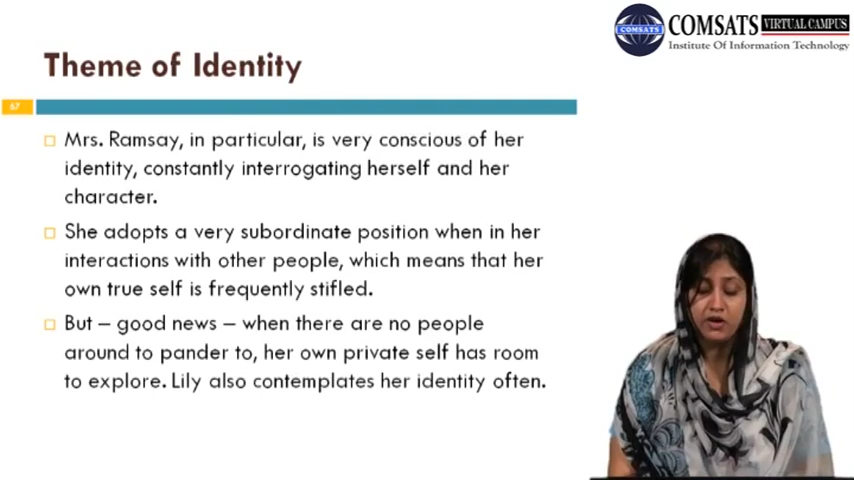 COMSATS VIRTUAL CAMPUS
COMSATS
Institute Of Information Technology
Theme of Identity
67
Mrs. Ramsay, in particular, is very conscious of her
identity, constantly interrogating herself and her
character.
She adopts a very subordinate position when in her
interactions with other people, which means that her
own true self is frequently stifled.
But – good news – when there are no people
around to pander to, her own private self has room
to explore. Lily also contemplates her identity often.